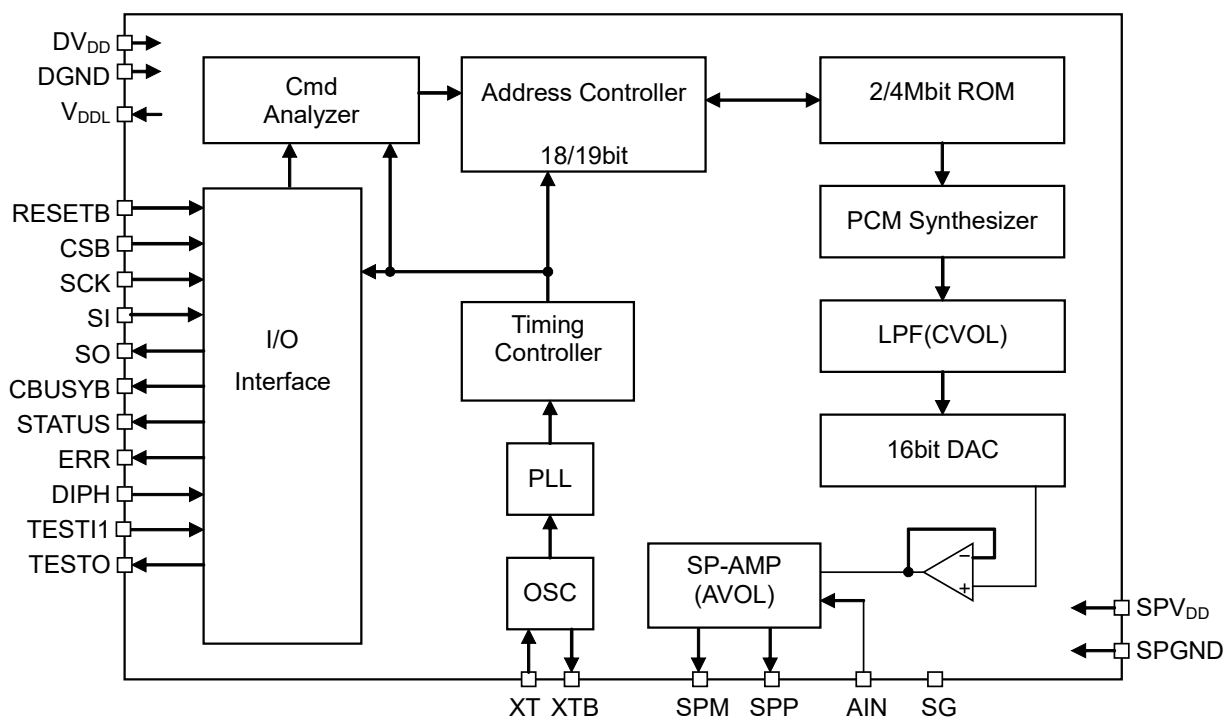 DVDD
DGND
VDDL
Cmd
Analyzer
Address Controller
18/19bit
2/4Mbit ROM
RESETB
CSB
SCK
SI
SO
CBUSYB
STATUS
ERR
DIPH
TESTI1
TESTO
I/O
Interface
Timing
Controller
PLL
OSC
PCM Synthesizer
LPF(CVOL)
16bit DAC
−
+
SP-AMP
(AVOL)
SPVDD
SPGND
XT
XTB
SPM
SPP
AIN
SG